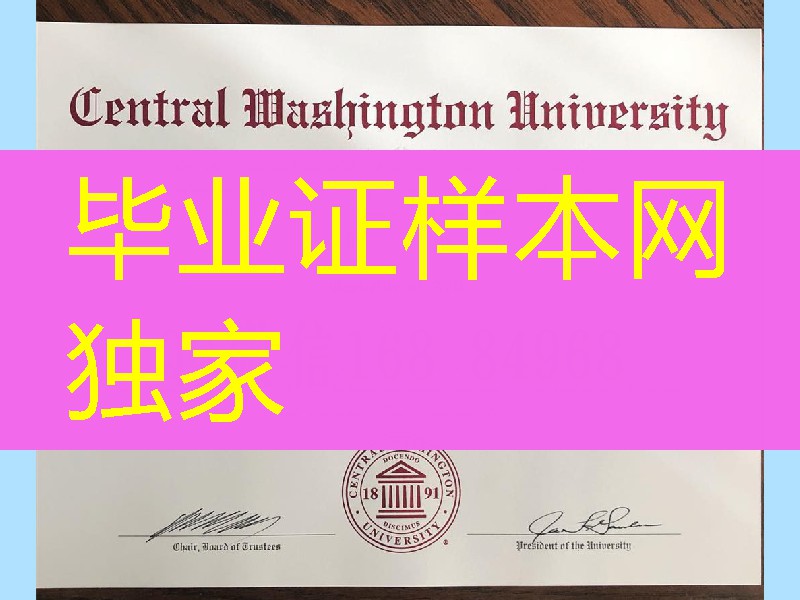 Central Washington University
毕业证样本网
独家
CENTRAL WASHINGTON UNIVERSITY
DOCENDO
18 91
DISCIMUS
Chair, Board of Trustees
President of the University